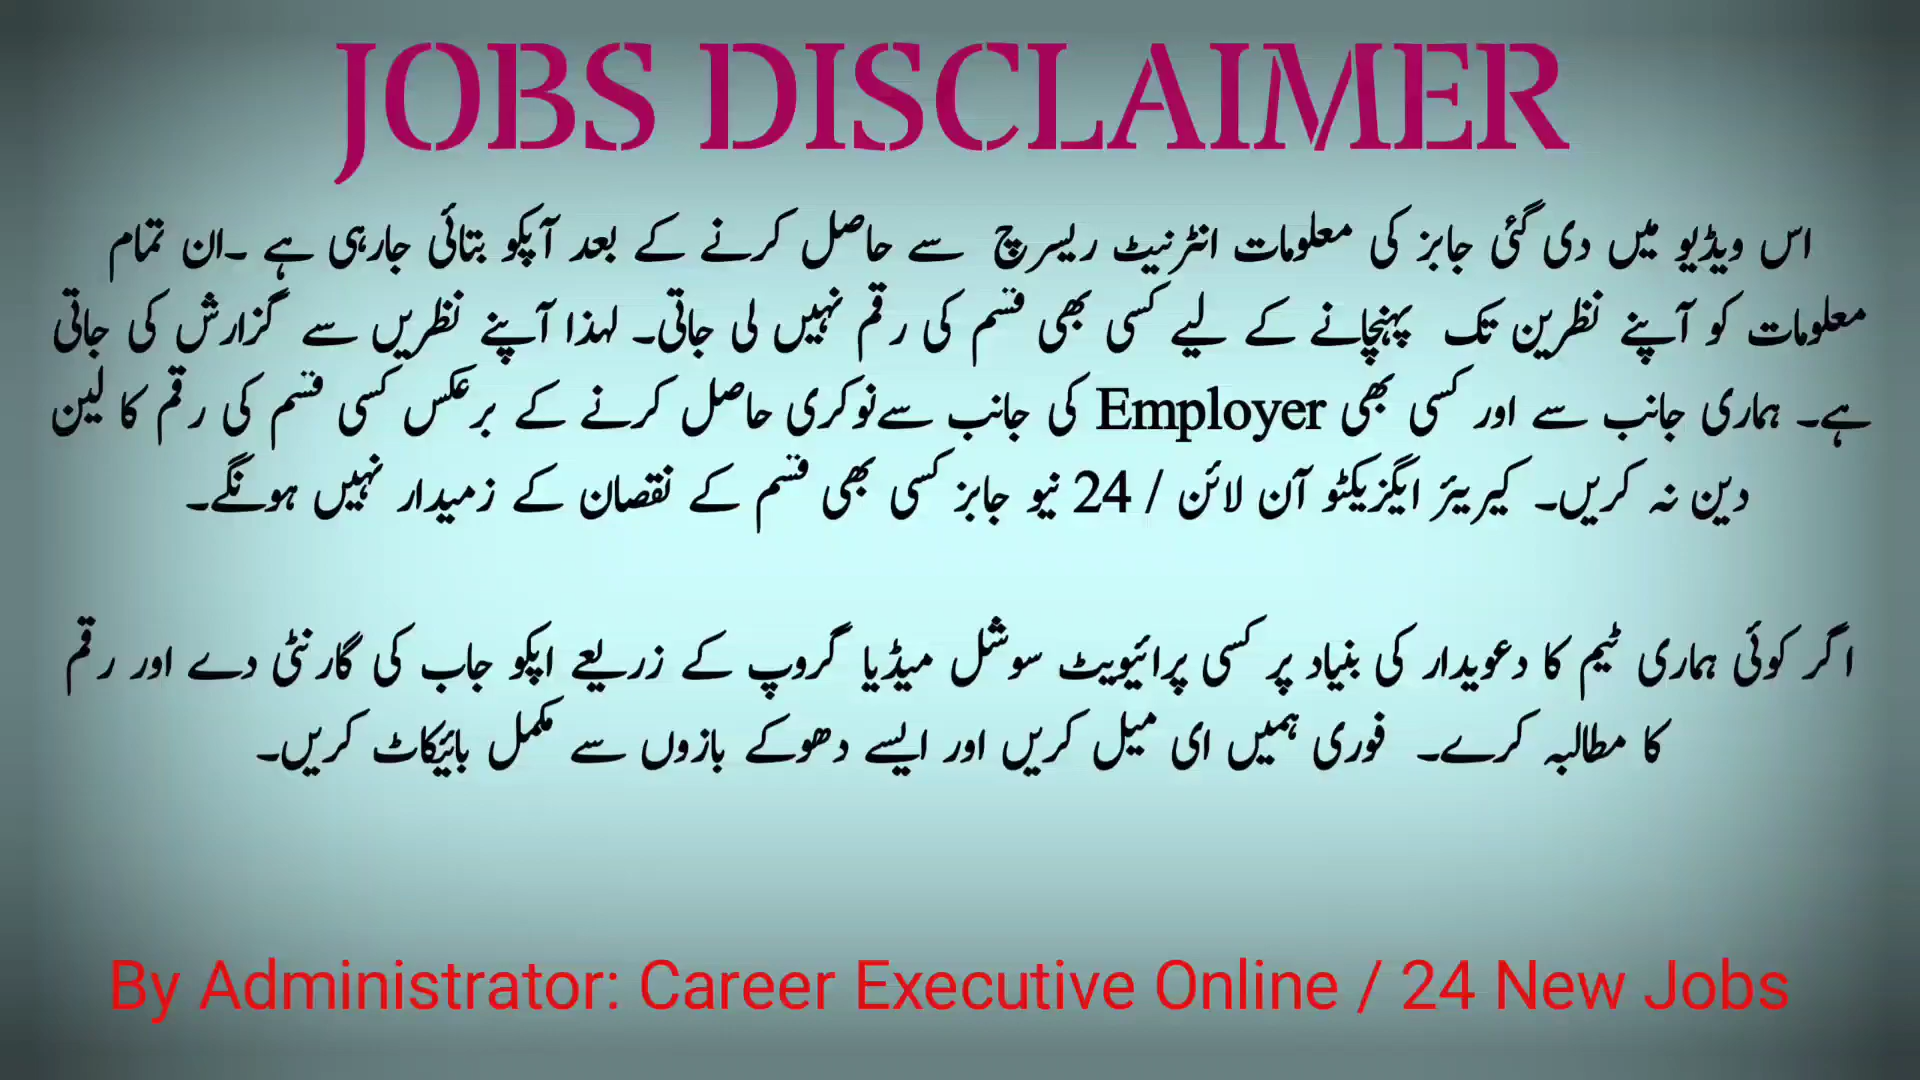 JOBS DISCLAIMER
اس ویڈیو میں دی گئی جابز کی معلومات انٹرنیٹ ریسرچ سے حاصل کرنے کے بعد آپکو بتائی جارہی ہے ۔ان تمام
معلومات کو آپنے نظرین تک پہنچانے کے لیے کسی بھی قسم کی رقم نہیں لی جاتی۔ لہذا آپنے نظریں سے گزارش کی جاتی
ہے۔ ہماری جانب سے اور کسی بھی Employer کی جانب سےنوکری حاصل کرنے کے برعکس کسی قسم کی رقم کا لین
دین نہ کریں۔ کیریئر ایگزیکٹو آن لائن / 24 نیو جابز کسی بھی قسم کے نقصان کے زمیدار نہیں ہونگے۔
اگر کوئی ہماری ٹیم کا دعویدار کی بنیاد پر کسی پرائیویٹ سوشل میڈیا گروپ کے زریعے اپکو جاب کی گارنٹی دے اور رقم
کا مطالبہ کرے۔ فوری ہمیں ای میل کریں اور ایسے دھوکے بازوں سے مکمل بائیکاٹ کریں۔
By Administrator: Career Executive Online / 24 New Jobs